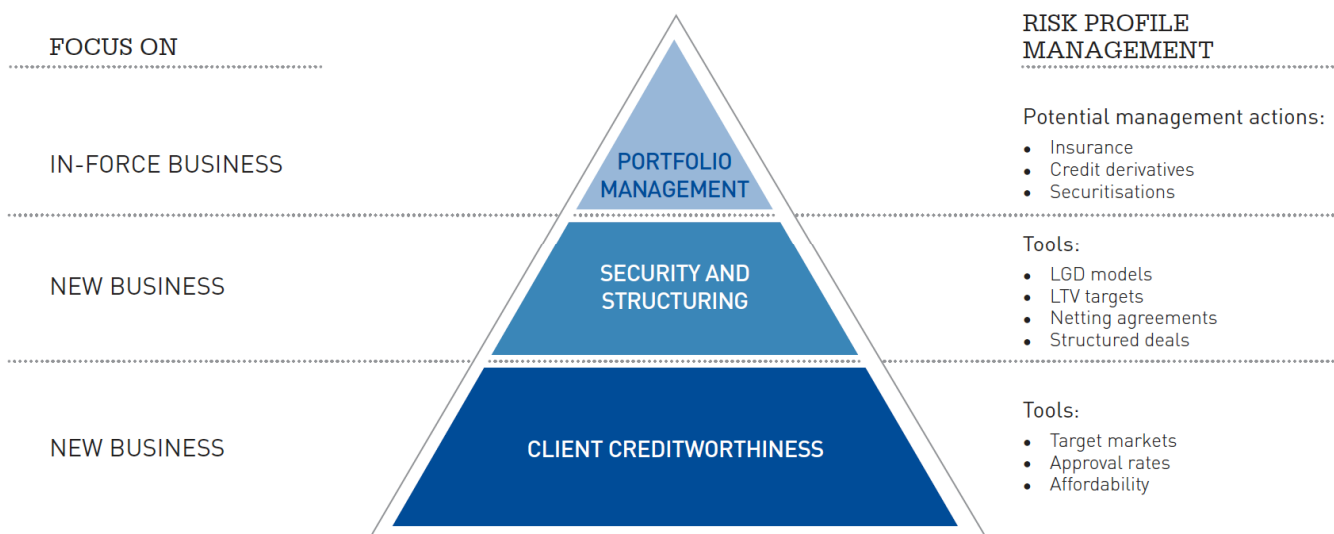 FOCUS ON
RISK PROFILE
MANAGEMENT
IN-FORCE BUSINESS
PORTFOLIO
MANAGEMENT
Potential management actions:
• Insurance
• Credit derivatives
• Securitisations
NEW BUSINESS
SECURITY AND
STRUCTURING
Tools:
• LGD models
• LTV targets
• Netting agreements
• Structured deals
NEW BUSINESS
CLIENT CREDITWORTHINESS
Tools:
• Target markets
• Approval rates
• Affordability